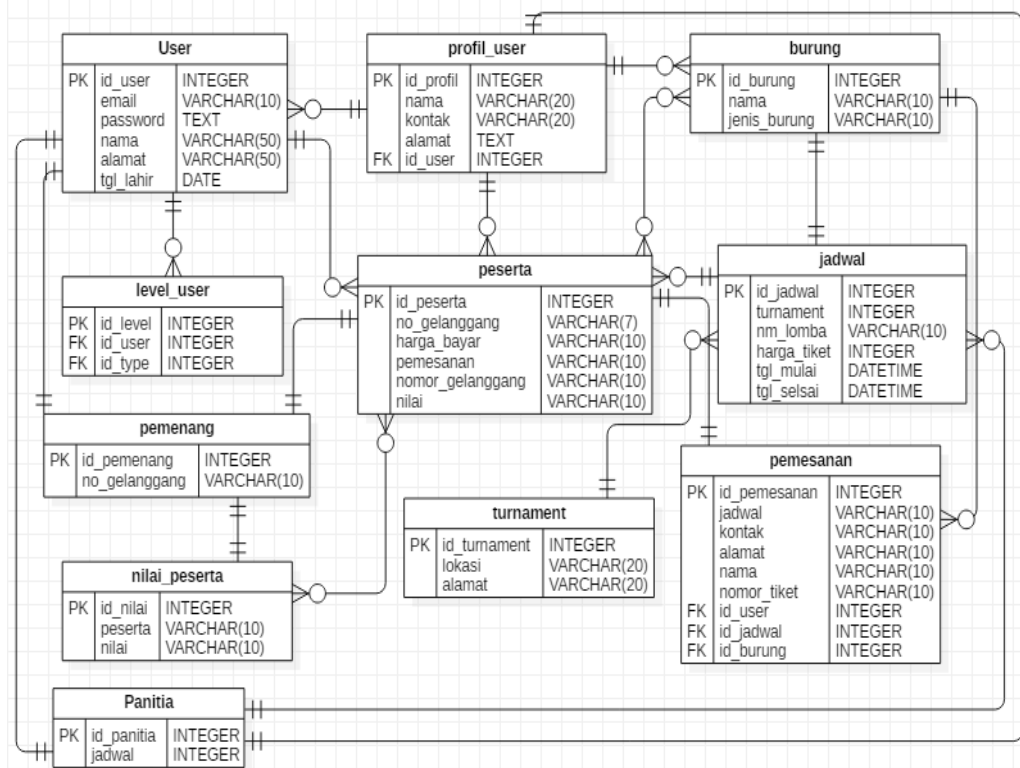 User
PK id_user INTEGER
email VARCHAR(10)
password TEXT
nama VARCHAR(50)
alamat VARCHAR(50)
tgl_lahir DATE
profil_user
PK id_profil INTEGER
nama VARCHAR(20)
kontak VARCHAR(20)
alamat TEXT
FK id_user INTEGER
burung
PK id_burung INTEGER
nama VARCHAR(10)
jenis_burung VARCHAR(10)
level_user
PK id_level INTEGER
FK id_user INTEGER
FK id_type INTEGER
peserta
PK id_peserta INTEGER
no_gelanggang VARCHAR(7)
harga_bayar VARCHAR(10)
pemesanan VARCHAR(10)
nomor_gelanggang VARCHAR(10)
nilai VARCHAR(10)
jadwal
PK id_jadwal INTEGER
turnament INTEGER
nm_lomba VARCHAR(10)
harga_tiket INTEGER
tgl_mulai DATETIME
tgl_selsai DATETIME
pemenang
PK id_pemenang INTEGER
no_gelanggang VARCHAR(10)
turnament
PK id_turnament INTEGER
lokasi VARCHAR(20)
alamat VARCHAR(20)
pemesanan
PK id_pemesanan INTEGER
jadwal VARCHAR(10)
kontak VARCHAR(10)
alamat VARCHAR(10)
nama VARCHAR(10)
nomor_tiket VARCHAR(10)
FK id_user INTEGER
FK id_jadwal INTEGER
FK id_burung INTEGER
nilai_peserta
PK id_nilai INTEGER
peserta VARCHAR(10)
nilai VARCHAR(10)
Panitia
PK id_panitia INTEGER
jadwal INTEGER